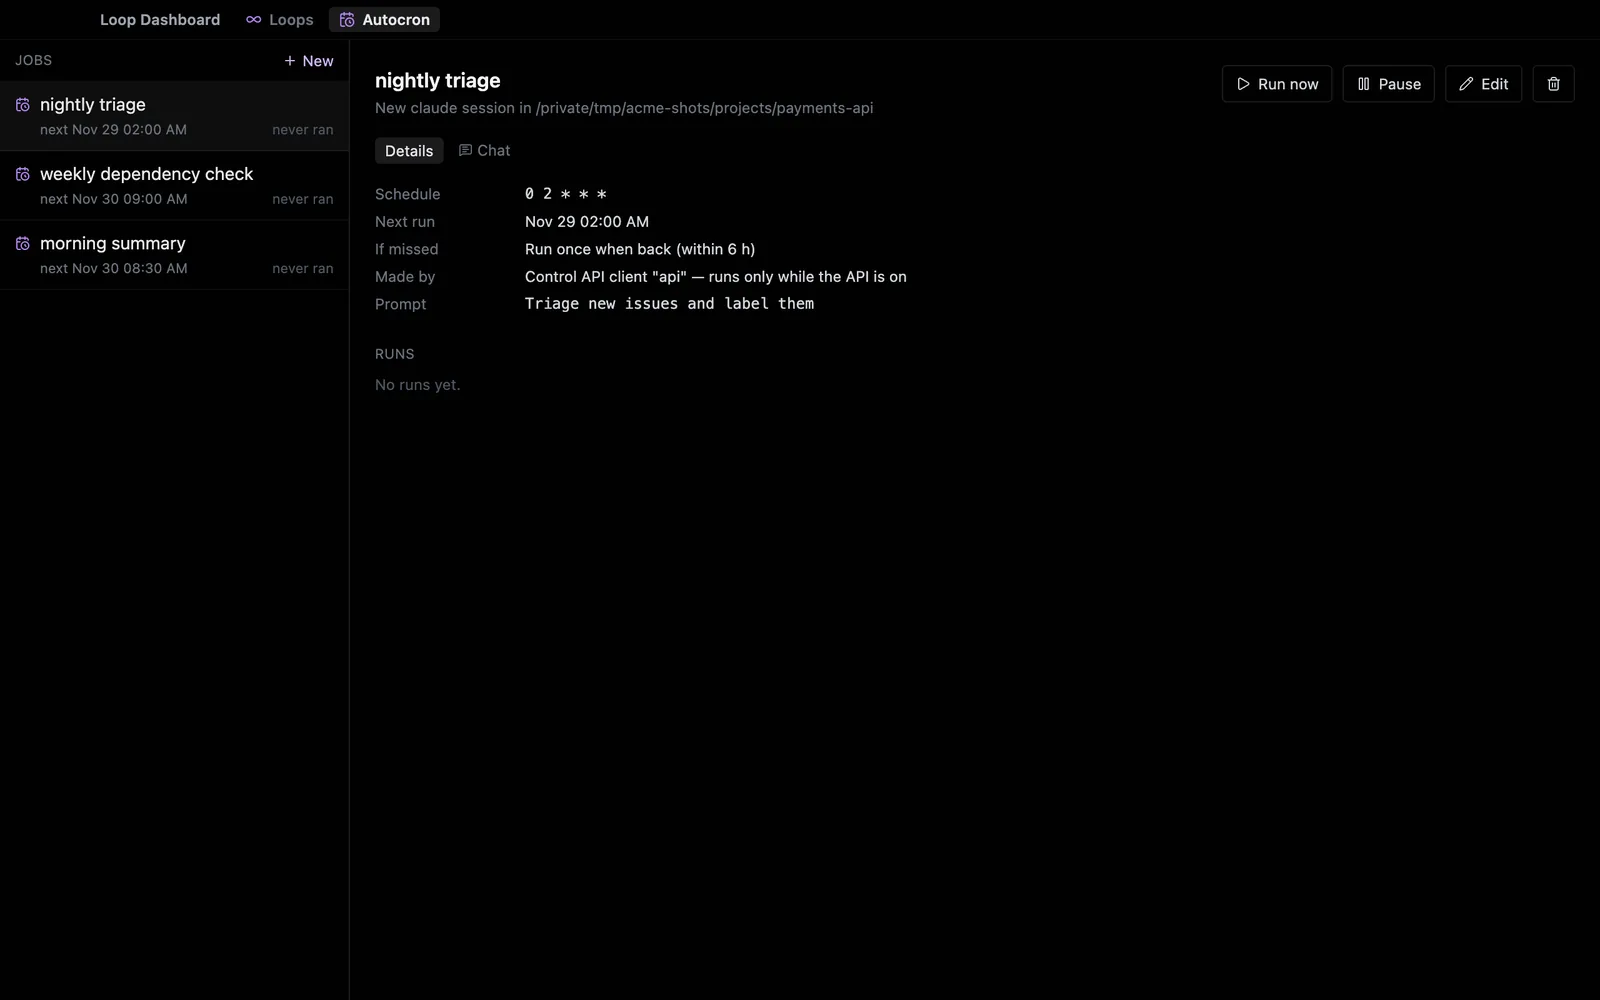 Loop Dashboard Loops Autocron
JOBS + New
nightly triage
next Nov 29 02:00 AM never ran
weekly dependency check
next Nov 30 09:00 AM never ran
morning summary
next Nov 30 08:30 AM never ran
nightly triage
New claude session in /private/tmp/acme-shots/projects/payments-api
Run now Pause Edit
Details Chat
Schedule 0 2 * * *
Next run Nov 29 02:00 AM
If missed Run once when back (within 6 h)
Made by Control API client "api" — runs only while the API is on
Prompt Triage new issues and label them
RUNS
No runs yet.